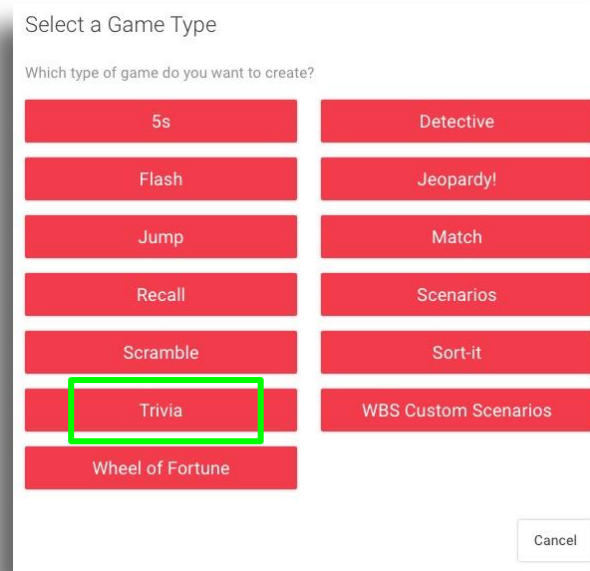 Select a Game Type
Which type of game do you want to create?
5s
Detective
Flash
Jeopardy!
Jump
Match
Recall
Scenarios
Scramble
Sort-it
Trivia
WBS Custom Scenarios
Wheel of Fortune
Cancel